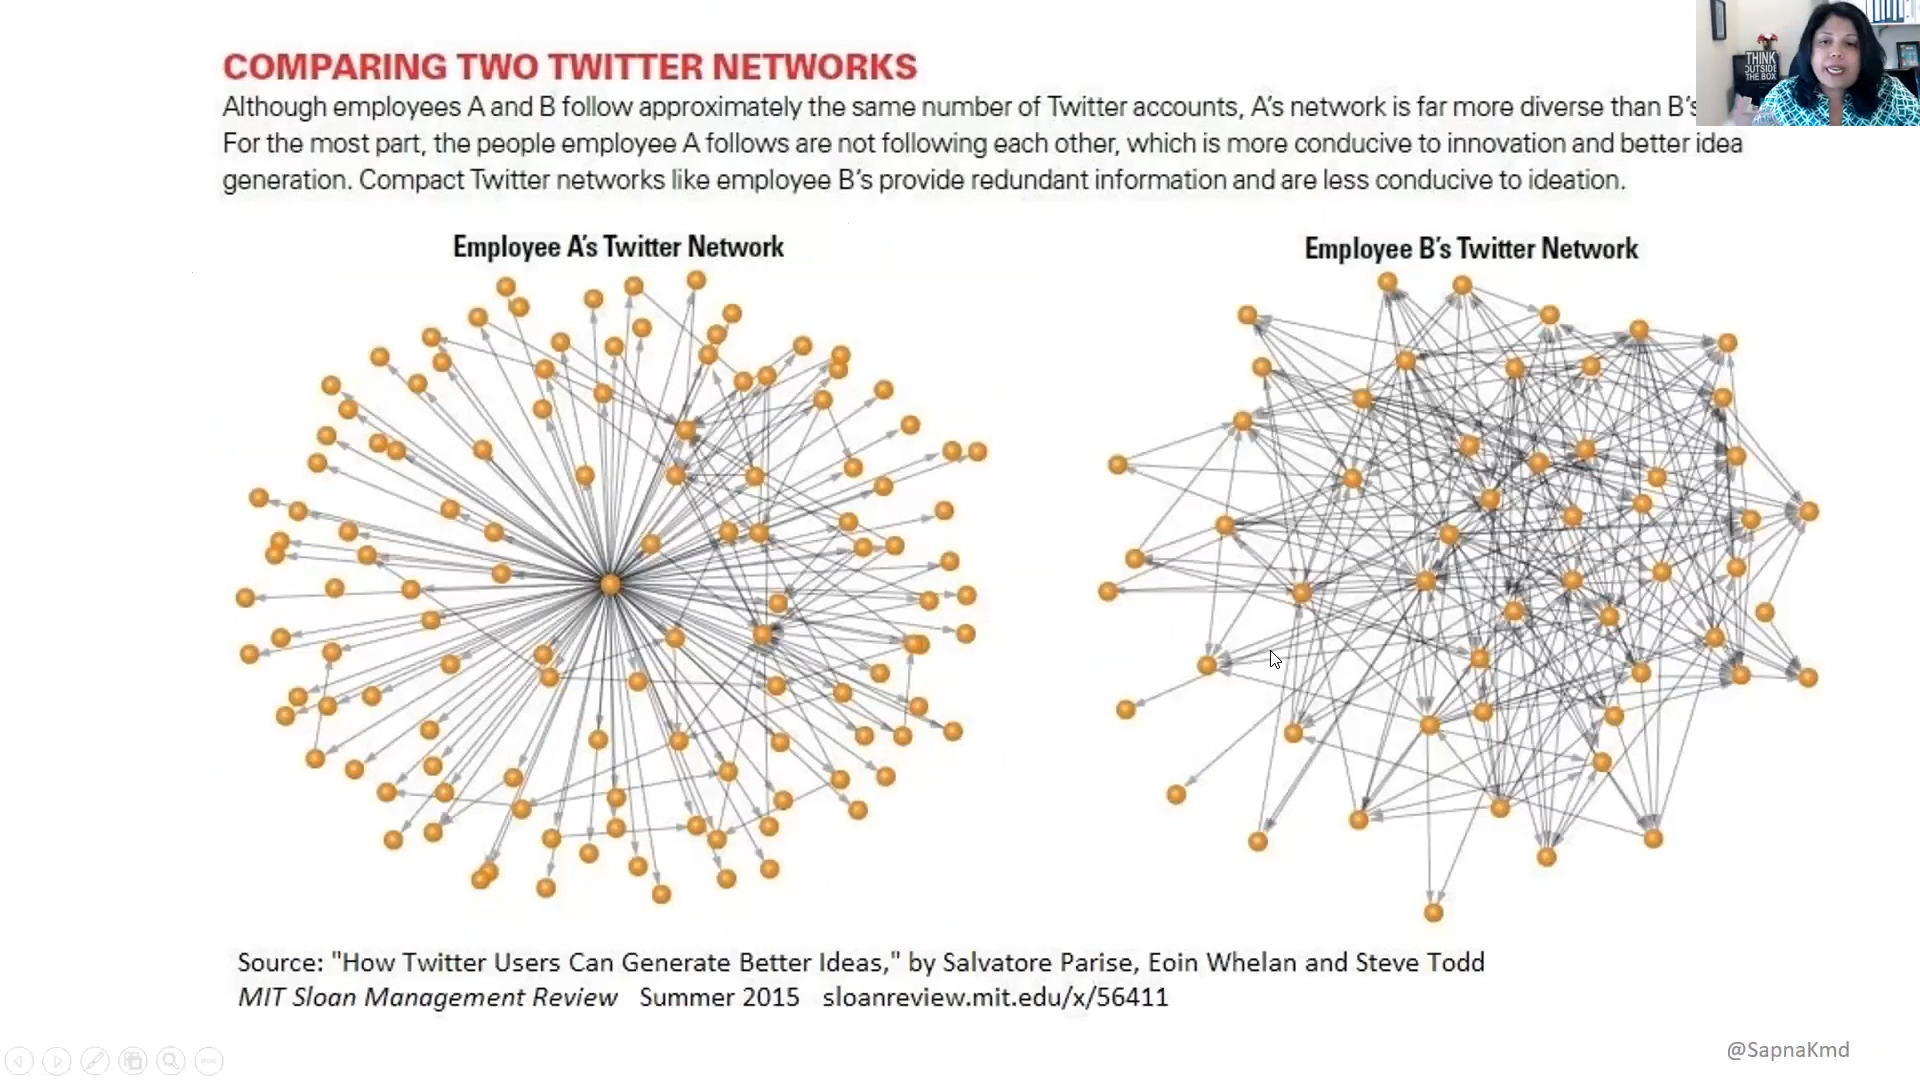 COMPARING TWO TWITTER NETWORKS
Although employees A and B follow approximately the same number of Twitter accounts, A's network is far more diverse than B's
For the most part, the people employee A follows are not following each other, which is more conducive to innovation and better idea
generation. Compact Twitter networks like employee B's provide redundant information and are less conducive to ideation.
THINK
OUTSIDE
THE BOX
Employee A's Twitter Network
Employee B's Twitter Network
Source: "How Twitter Users Can Generate Better Ideas," by Salvatore Parise, Eoin Whelan and Steve Todd
MIT Sloan Management Review Summer 2015 sloanreview.mit.edu/x/56411
@SapnaKmd